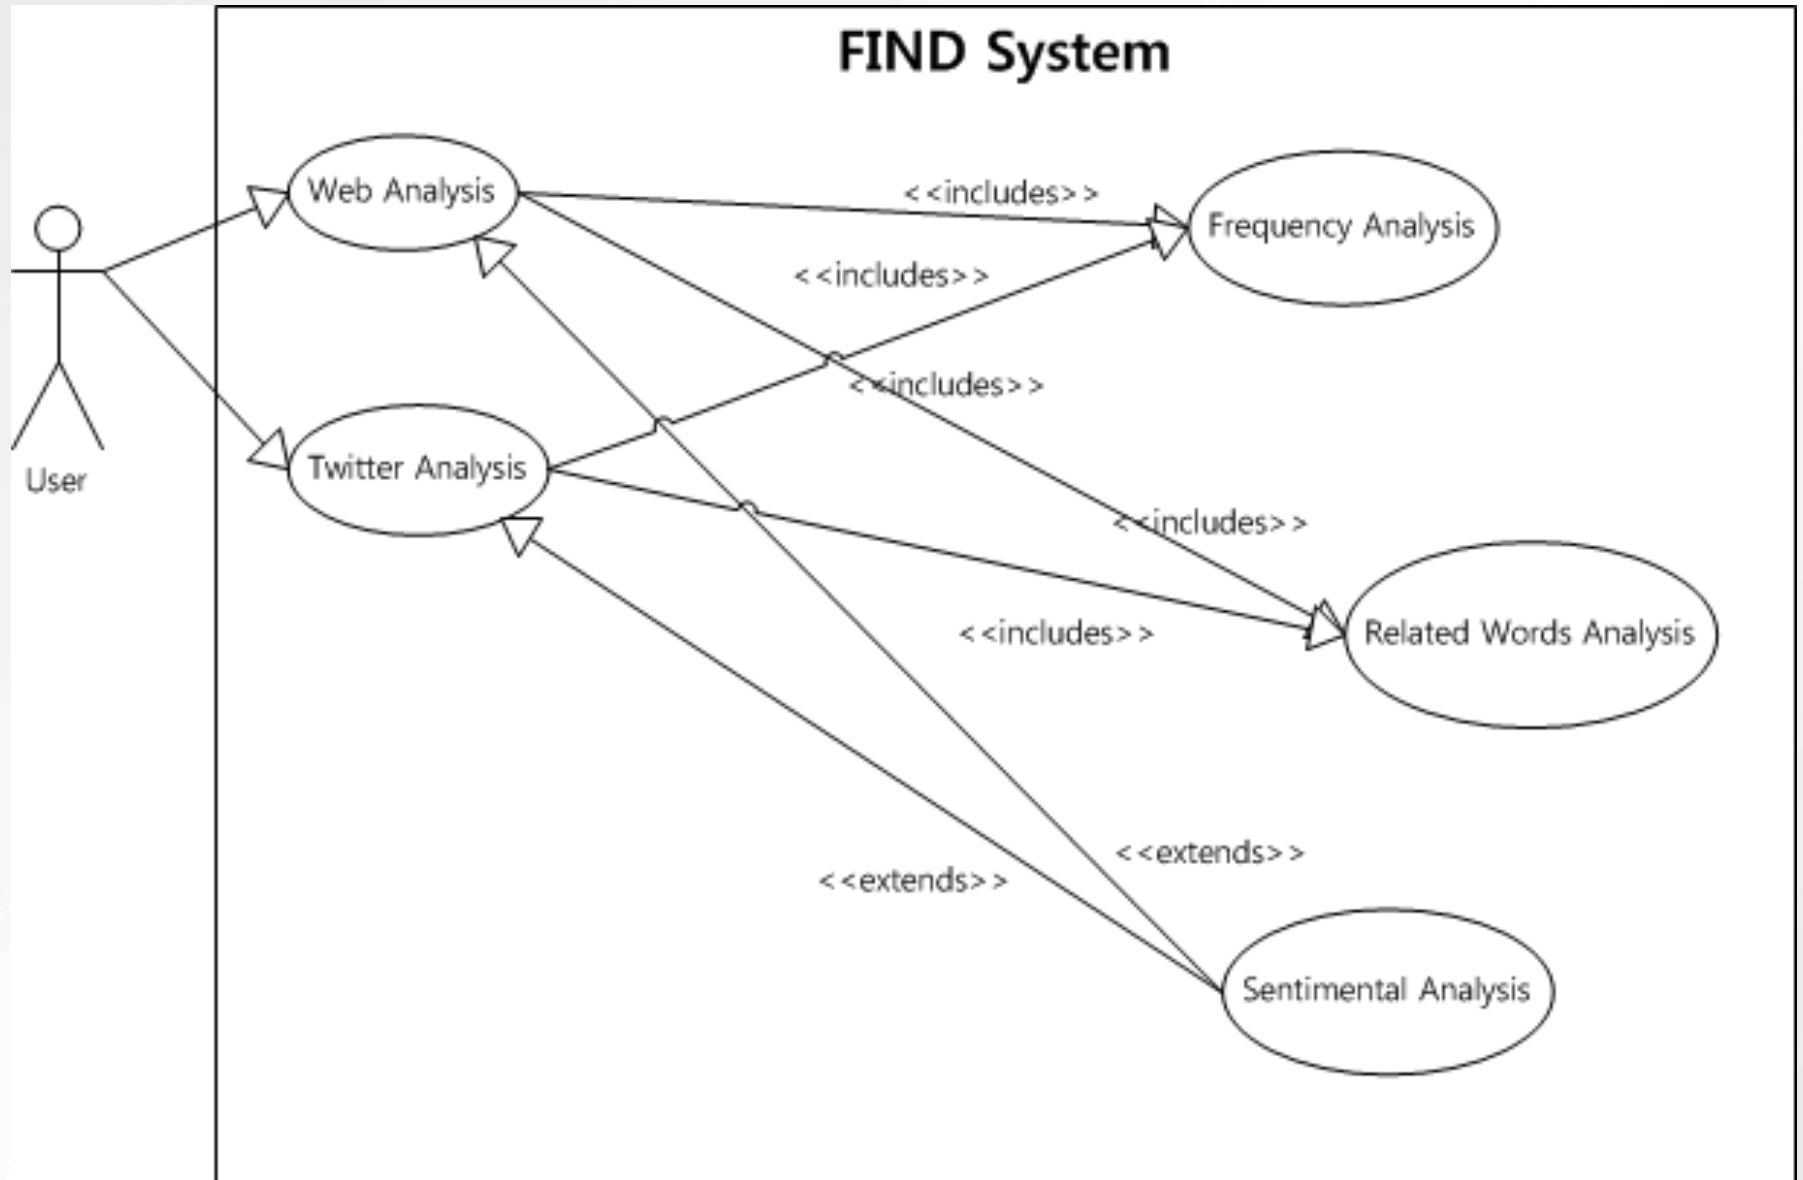 FIND System
Web Analysis
<<includes>>
Frequency Analysis
<<includes>>
<<includes>>
User
Twitter Analysis
<<includes>>
<<includes>>
Related Words Analysis
<<extends>>
<<extends>>
Sentimental Analysis